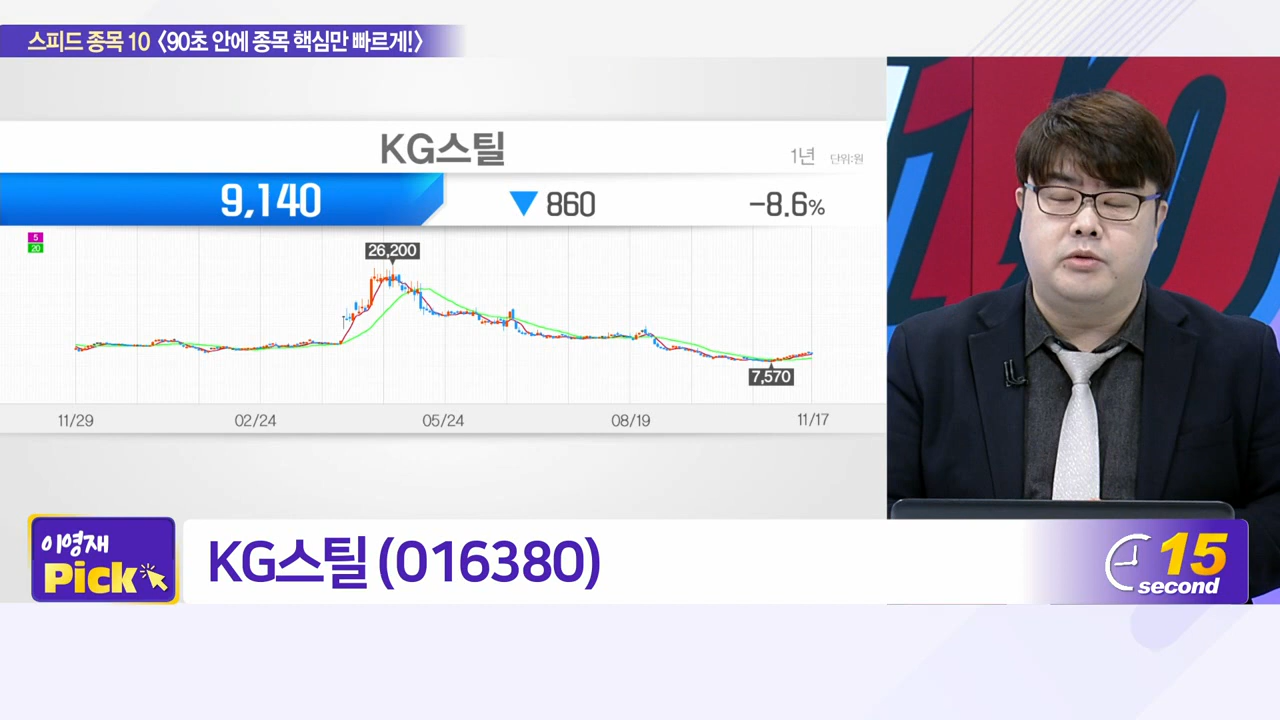 스피드 종목 10 〈90초 안에 종목 핵심만 빠르게!〉
KG스틸
1년 단위:원
9,140 ▼ 860 -8.6%
5
20
26,200
7,570
11/29 02/24 05/24 08/19 11/17
이영재
Pick
KG스틸 (016380)
15
second
10